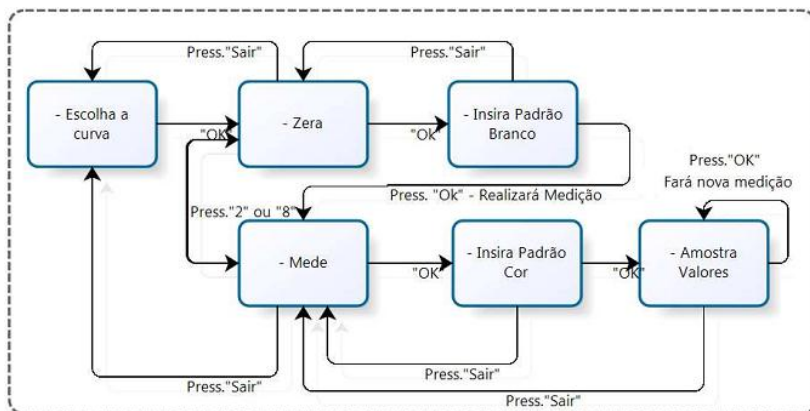 Press."Sair"
Press."Sair"
- Escolha a
curva
"OK"
- Zera
"Ok"
- Insira Padrão
Branco
Press."OK"
Fará nova medição
Press. "Ok" - Realizará Medição
Press."2" ou "8"
- Mede
"OK"
- Insira Padrão
Cor
"OK"
- Amostra
Valores
Press."Sair"
Press."Sair"
Press."Sair"